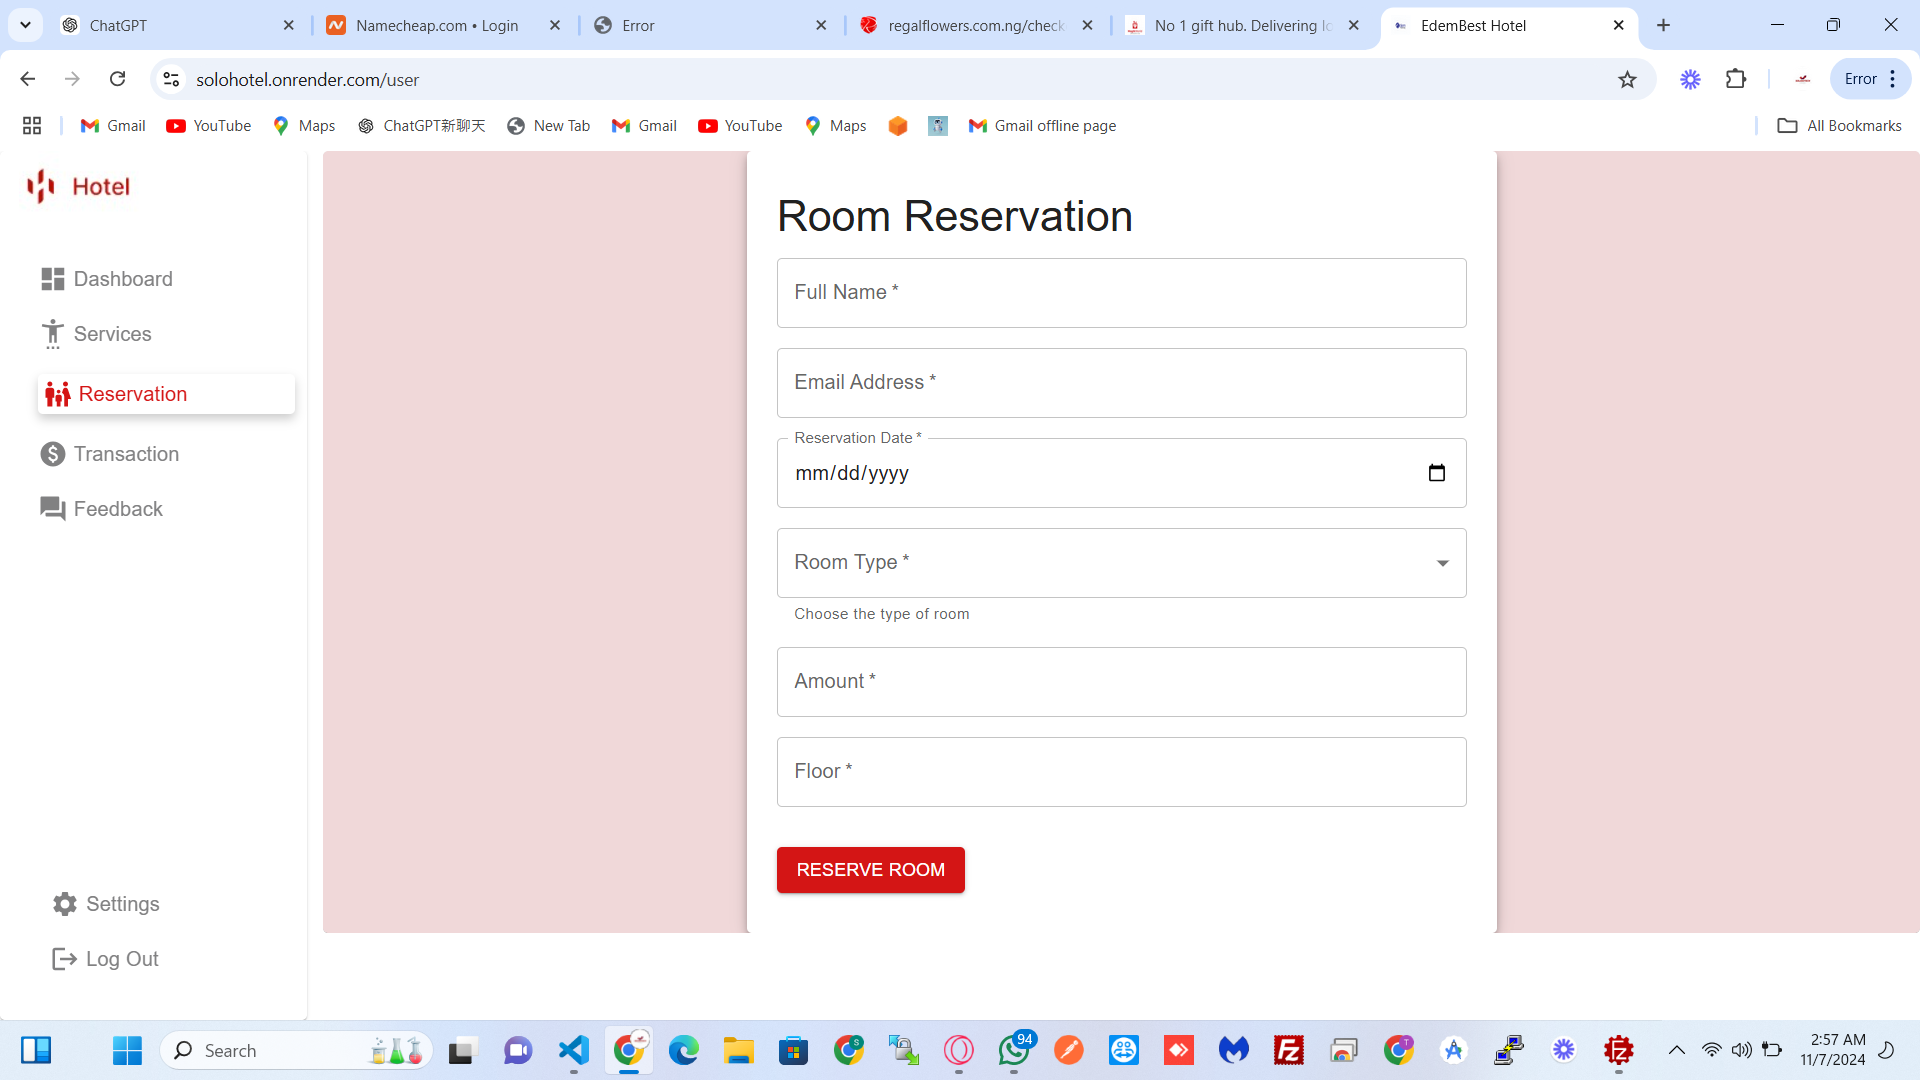 ChatGPT
Namecheap.com • Login
Error
regalflowers.com.ng/check
No 1 gift hub. Delivering lo
EdemBest Hotel
solohotel.onrender.com/user
Error
Gmail
YouTube
Maps
ChatGPT新聊天
New Tab
Gmail
YouTube
Maps
Gmail offline page
All Bookmarks
Hotel
Dashboard
Services
Reservation
Transaction
Feedback
Settings
Log Out
Room Reservation
Full Name *
Email Address *
Reservation Date *
mm/dd/yyyy
Room Type *
Choose the type of room
Amount *
Floor *
RESERVE ROOM
Search
94
2:57 AM
11/7/2024